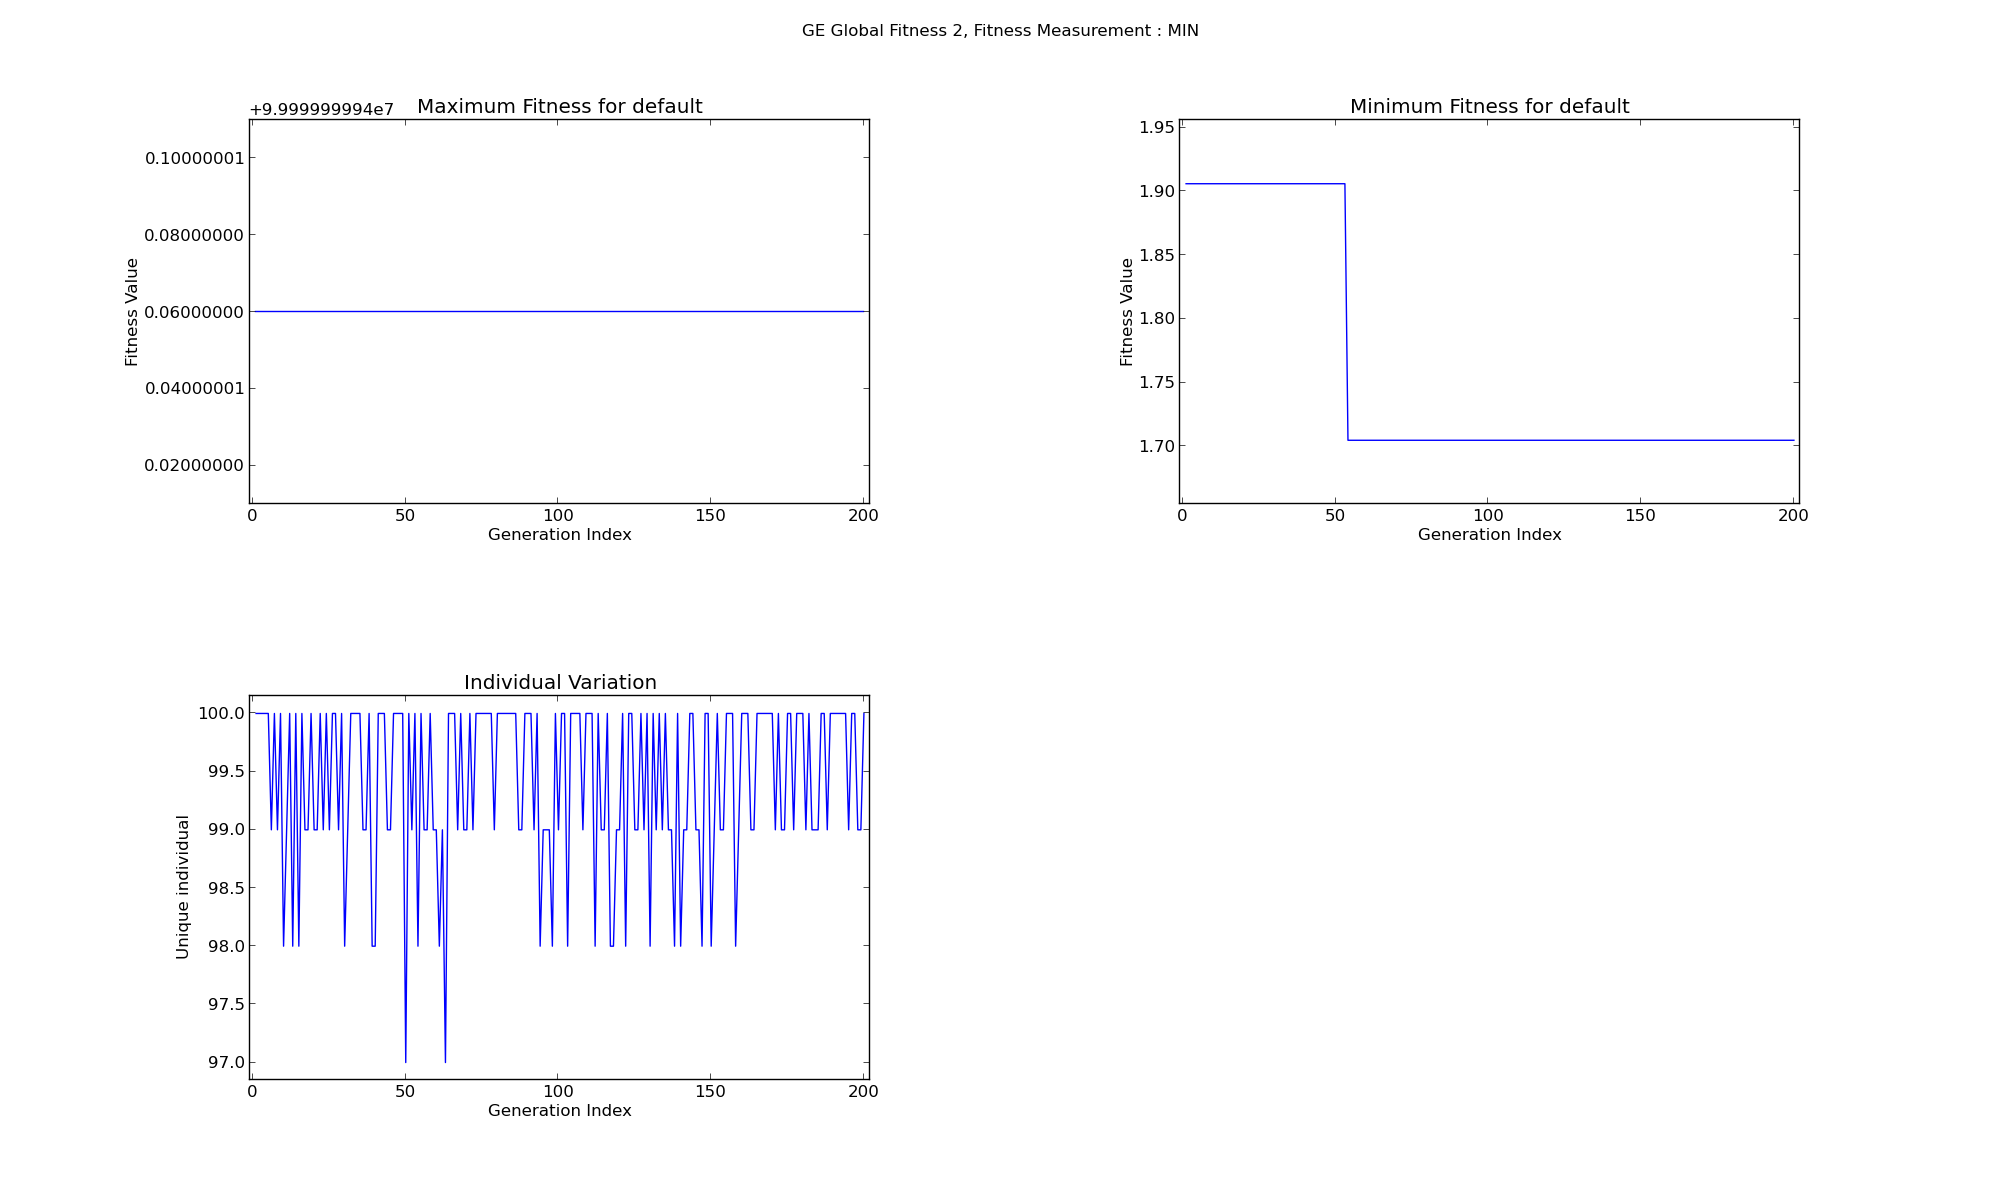 GE Global Fitness 2, Fitness Measurement : MIN
+9.999999994e7
Maximum Fitness for default
0.10000001
0.08000000
0.06000000
0.04000001
0.02000000
Fitness Value
0 50 100 150 200
Generation Index
Minimum Fitness for default
1.95
1.90
1.85
1.80
1.75
1.70
Fitness Value
0 50 100 150 200
Generation Index
Individual Variation
100.0
99.5
99.0
98.5
98.0
97.5
97.0
Unique individual
0 50 100 150 200
Generation Index